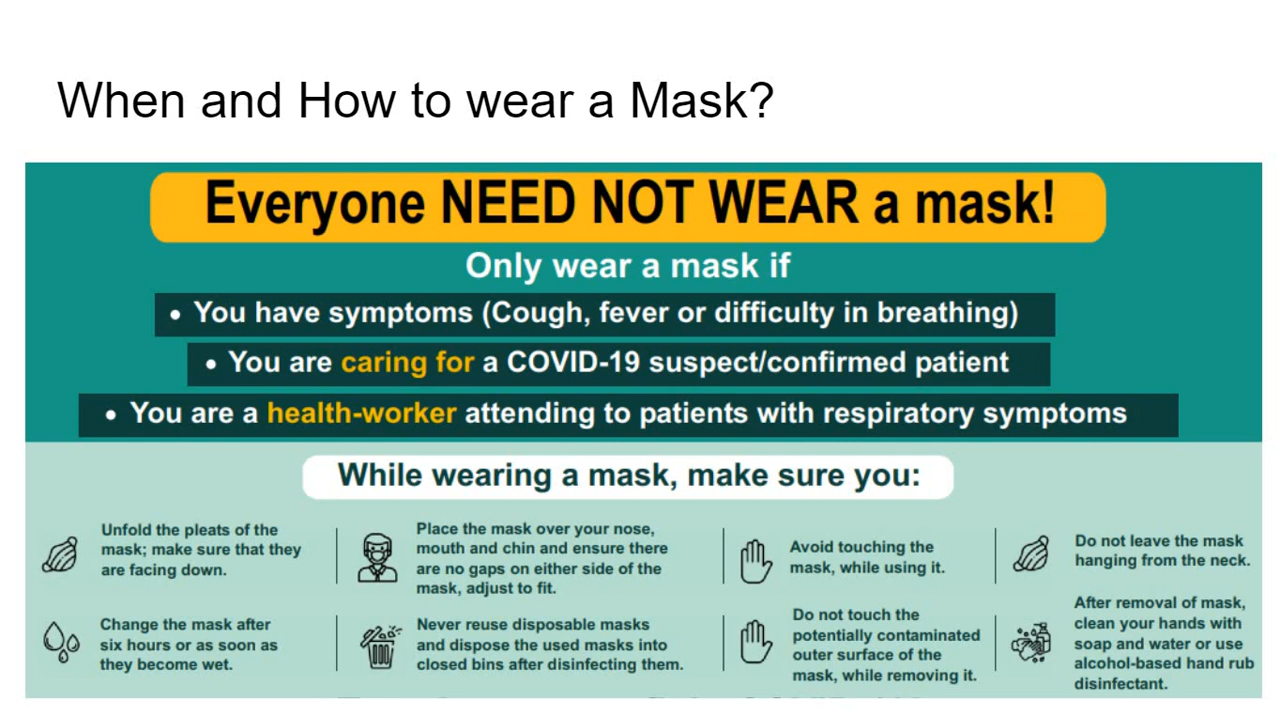 When and How to wear a Mask?
Everyone NEED NOT WEAR a mask!
Only wear a mask if
• You have symptoms (Cough, fever or difficulty in breathing)
• You are caring for a COVID-19 suspect/confirmed patient
• You are a health-worker attending to patients with respiratory symptoms
While wearing a mask, make sure you:
Unfold the pleats of the
mask; make sure that they
are facing down.
Place the mask over your nose,
mouth and chin and ensure there
are no gaps on either side of the
mask, adjust to fit.
Avoid touching the
mask, while using it.
Do not leave the mask
hanging from the neck.
Change the mask after
six hours or as soon as
they become wet.
Never reuse disposable masks
and dispose the used masks into
closed bins after disinfecting them.
Do not touch the
potentially contaminated
outer surface of the
mask, while removing it.
After removal of mask,
clean your hands with
soap and water or use
alcohol-based hand rub
disinfectant.